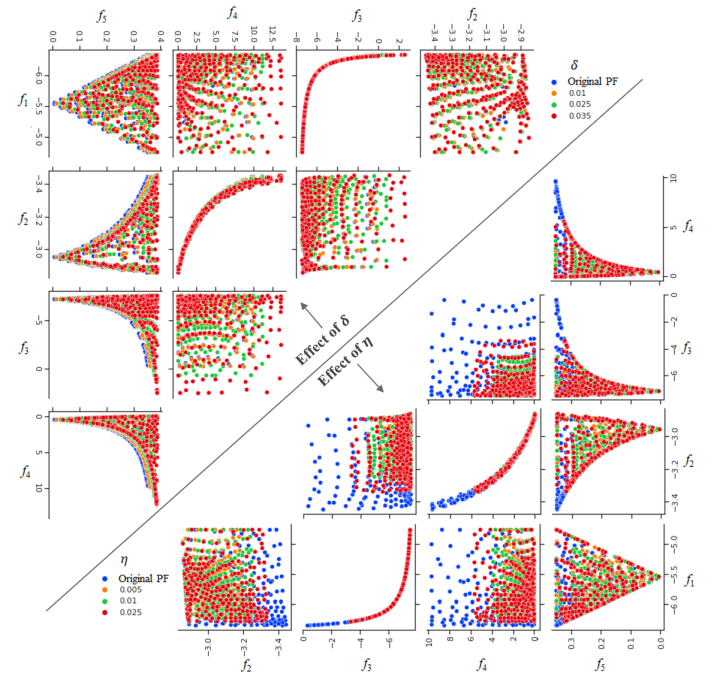 f₅ f₄ f₃ f₂
0.0 0.1 0.2 0.3 0.4 0.0 2.5 5.0 7.5 10.0 12.5 −6 −4 −2 0 2 −3.4 −3.3 −3.2 −3.1 −3.0 −2.9
f₁ −6.0 −5.5 −5.0
δ
Original PF
0.01
0.025
0.035
f₂ −3.4 −3.2 −3.0
10 5 0 f₄
f₃ −5 0
Effect of δ
Effect of η
0 −2 −4 −6 f₃
f₄ 0 5 10
−3.0 −3.2 −3.4 f₂
η
Original PF
0.005
0.01
0.025
−5.0 −5.5 −6.0 f₁
−3.0 −3.2 −3.4 0 −2 −4 −6 10 8 6 4 2 0 0.3 0.2 0.1 0.0
f₂ f₃ f₄ f₅